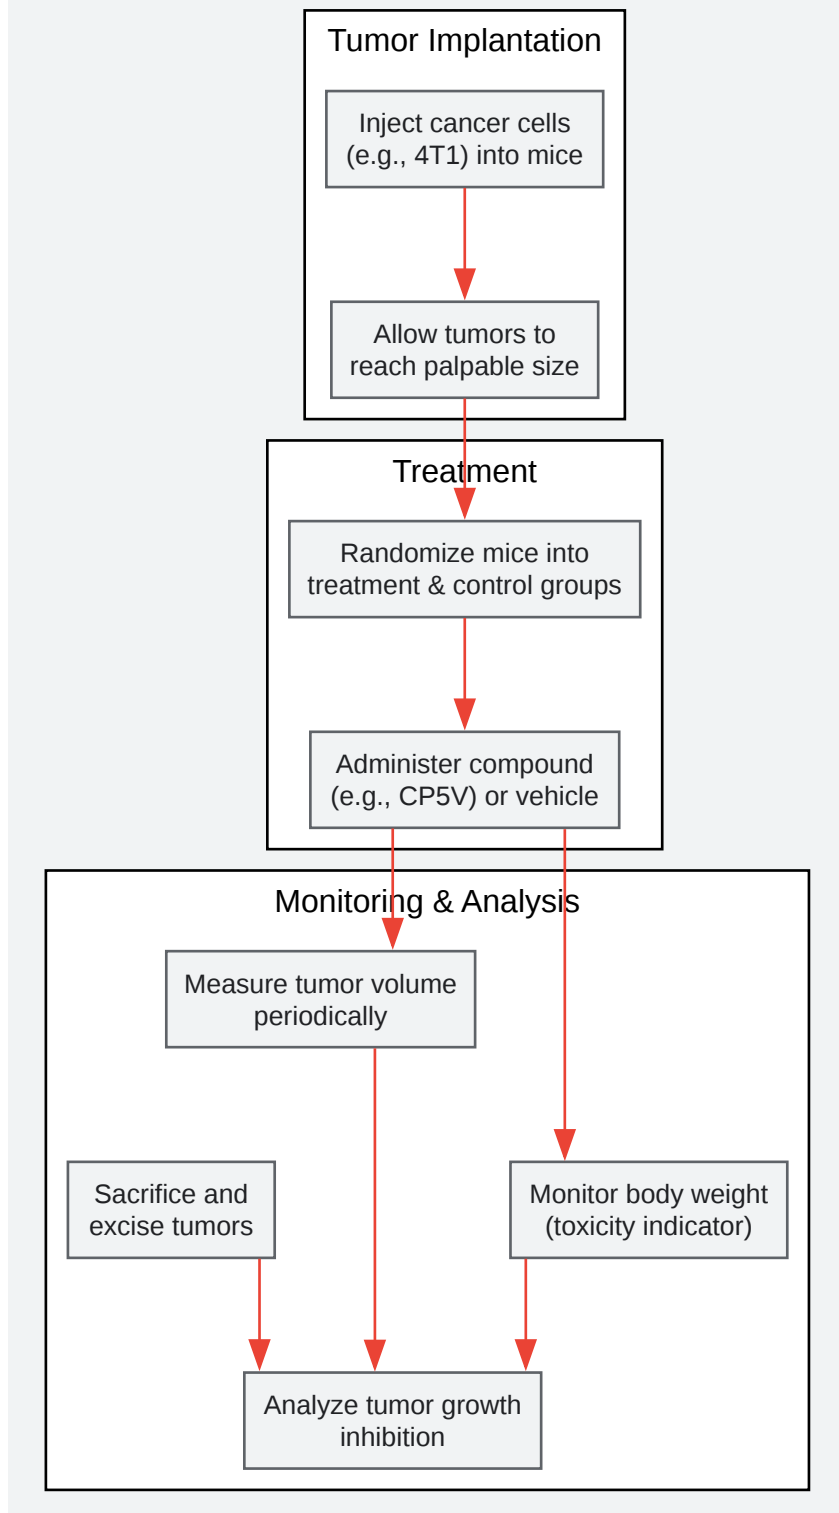 Tumor Implantation
Inject cancer cells
(e.g., 4T1) into mice
Allow tumors to
reach palpable size
Treatment
Randomize mice into
treatment & control groups
Administer compound
(e.g., CP5V) or vehicle
Monitoring & Analysis
Measure tumor volume
periodically
Sacrifice and
excise tumors
Monitor body weight
(toxicity indicator)
Analyze tumor growth
inhibition